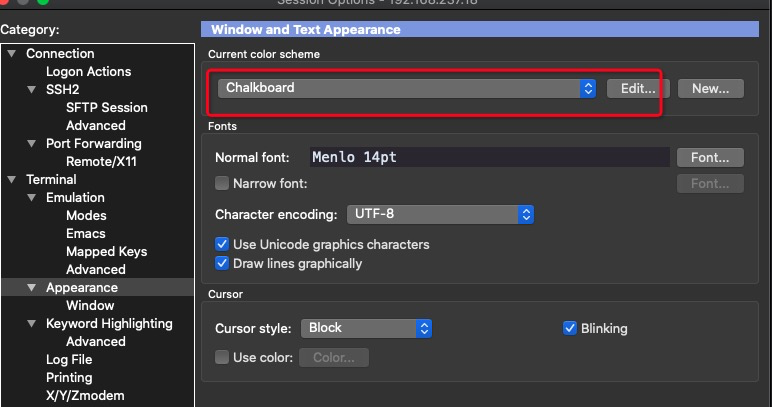 Session Options - 192.168.237.18
Category:
Connection
Logon Actions
SSH2
SFTP Session
Advanced
Port Forwarding
Remote/X11
Terminal
Emulation
Modes
Emacs
Mapped Keys
Advanced
Appearance
Window
Keyword Highlighting
Advanced
Log File
Printing
X/Y/Zmodem
Window and Text Appearance
Current color scheme
Chalkboard Edit... New...
Fonts
Normal font: Menlo 14pt Font...
Narrow font: Font...
Character encoding: UTF-8
Use Unicode graphics characters
Draw lines graphically
Cursor
Cursor style: Block Blinking
Use color: Color...